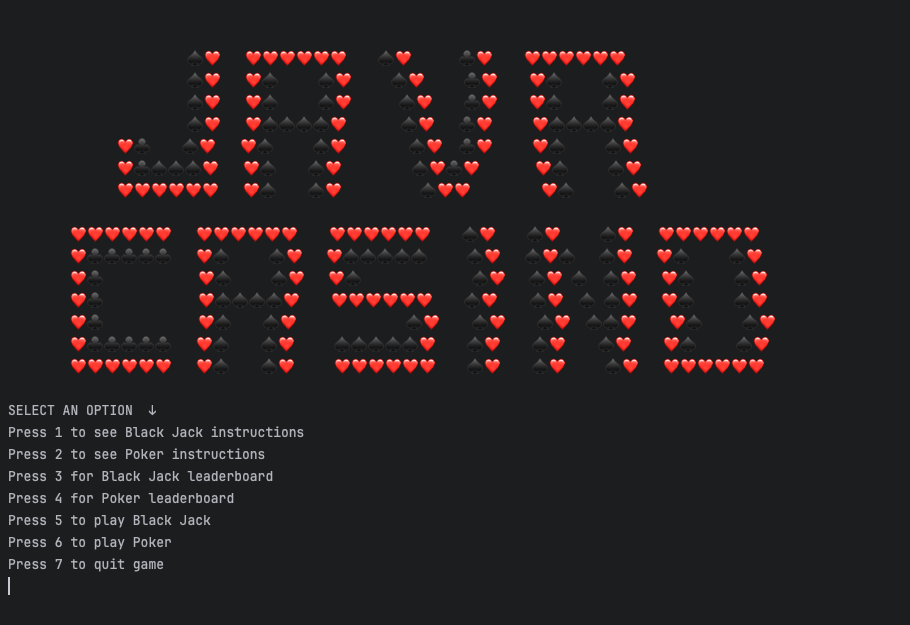 JAVA
CASINO
SELECT AN OPTION ↓
Press 1 to see Black Jack instructions
Press 2 to see Poker instructions
Press 3 for Black Jack leaderboard
Press 4 for Poker leaderboard
Press 5 to play Black Jack
Press 6 to play Poker
Press 7 to quit game